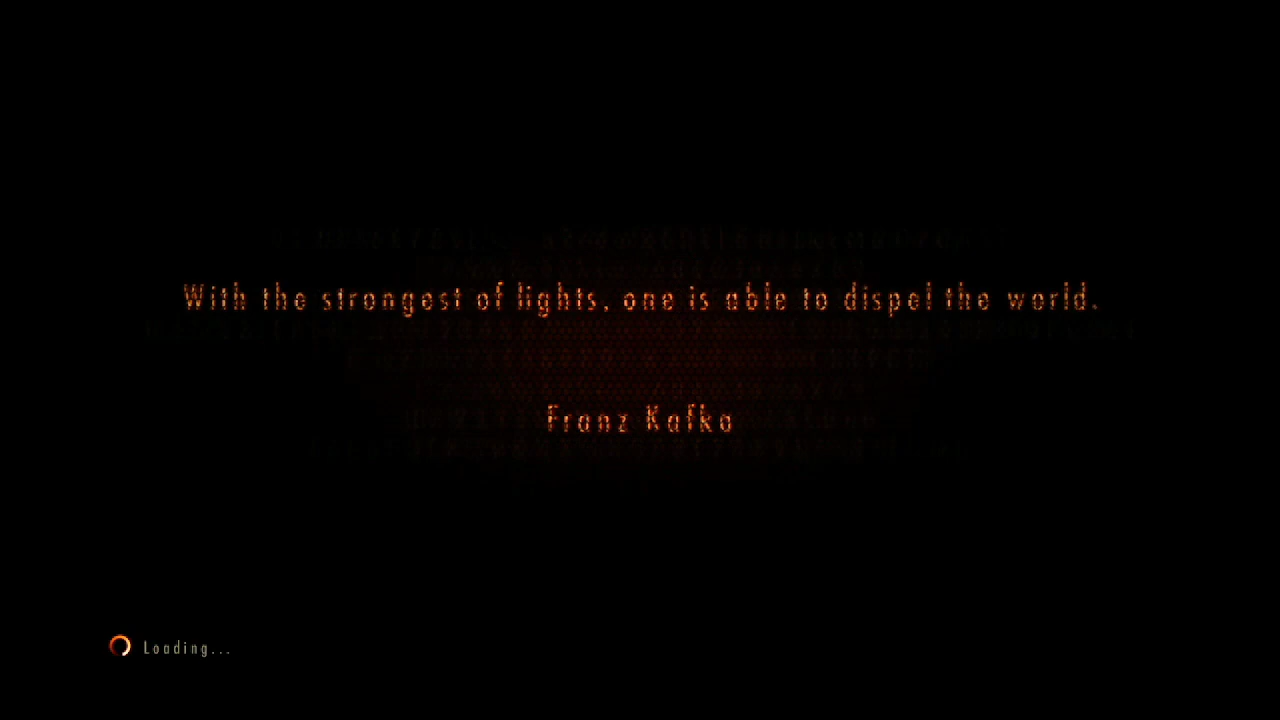 With the strongest of lights, one is able to dispel the world.
Franz Kafka
Loading...